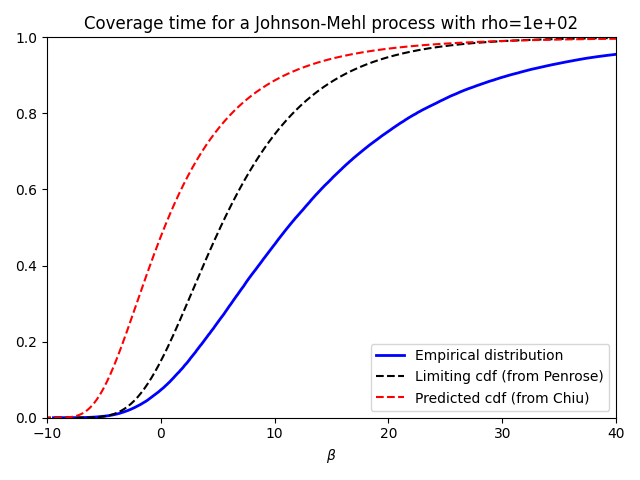 Coverage time for a Johnson-Mehl process with rho=1e+02
1.0
0.8
0.6
0.4
0.2
0.0
−10
0
10
20
30
40
β
Empirical distribution
Limiting cdf (from Penrose)
Predicted cdf (from Chiu)